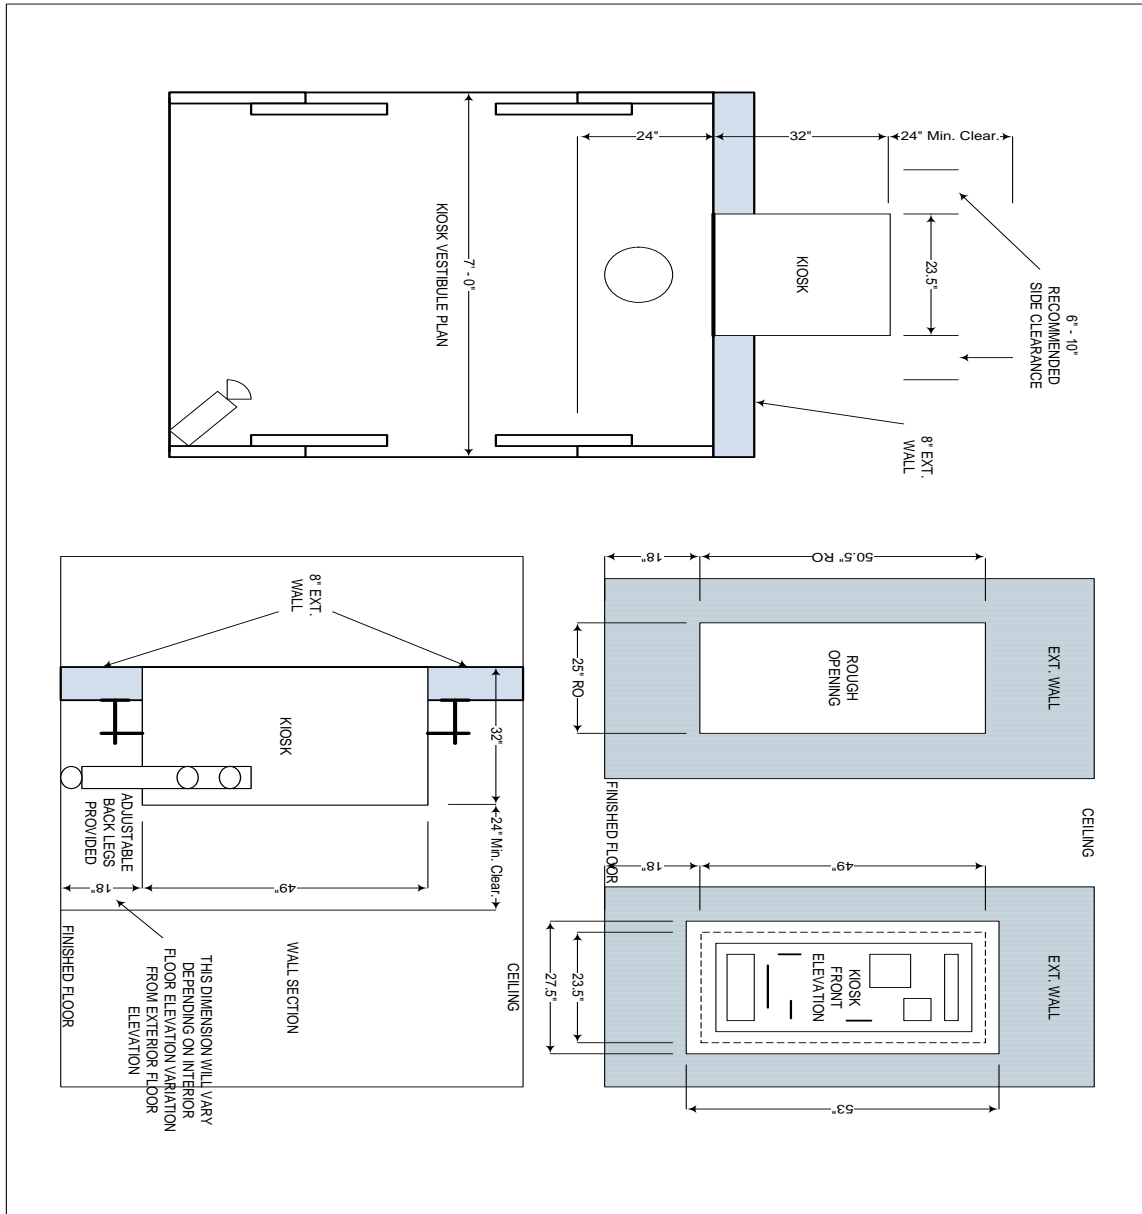 24"
32"
24" Min. Clear.
KIOSK VESTIBULE PLAN
7' - 0"
KIOSK
23.5"
6" - 10"
RECOMMENDED
SIDE CLEARANCE
8" EXT.
WALL
8" EXT.
WALL
KIOSK
32"
24" Min. Clear.
ADJUSTABLE
BACK LEGS
PROVIDED
18"
49"
FINISHED FLOOR
WALL SECTION
CEILING
THIS DIMENSION WILL VARY
DEPENDING ON INTERIOR
FLOOR ELEVATION VARIATION
FROM EXTERIOR FLOOR
ELEVATION
18"
50.5" RO
25" RO
ROUGH
OPENING
EXT. WALL
FINISHED FLOOR
CEILING
18"
49"
27.5"
23.5"
KIOSK
FRONT
ELEVATION
EXT. WALL
53"